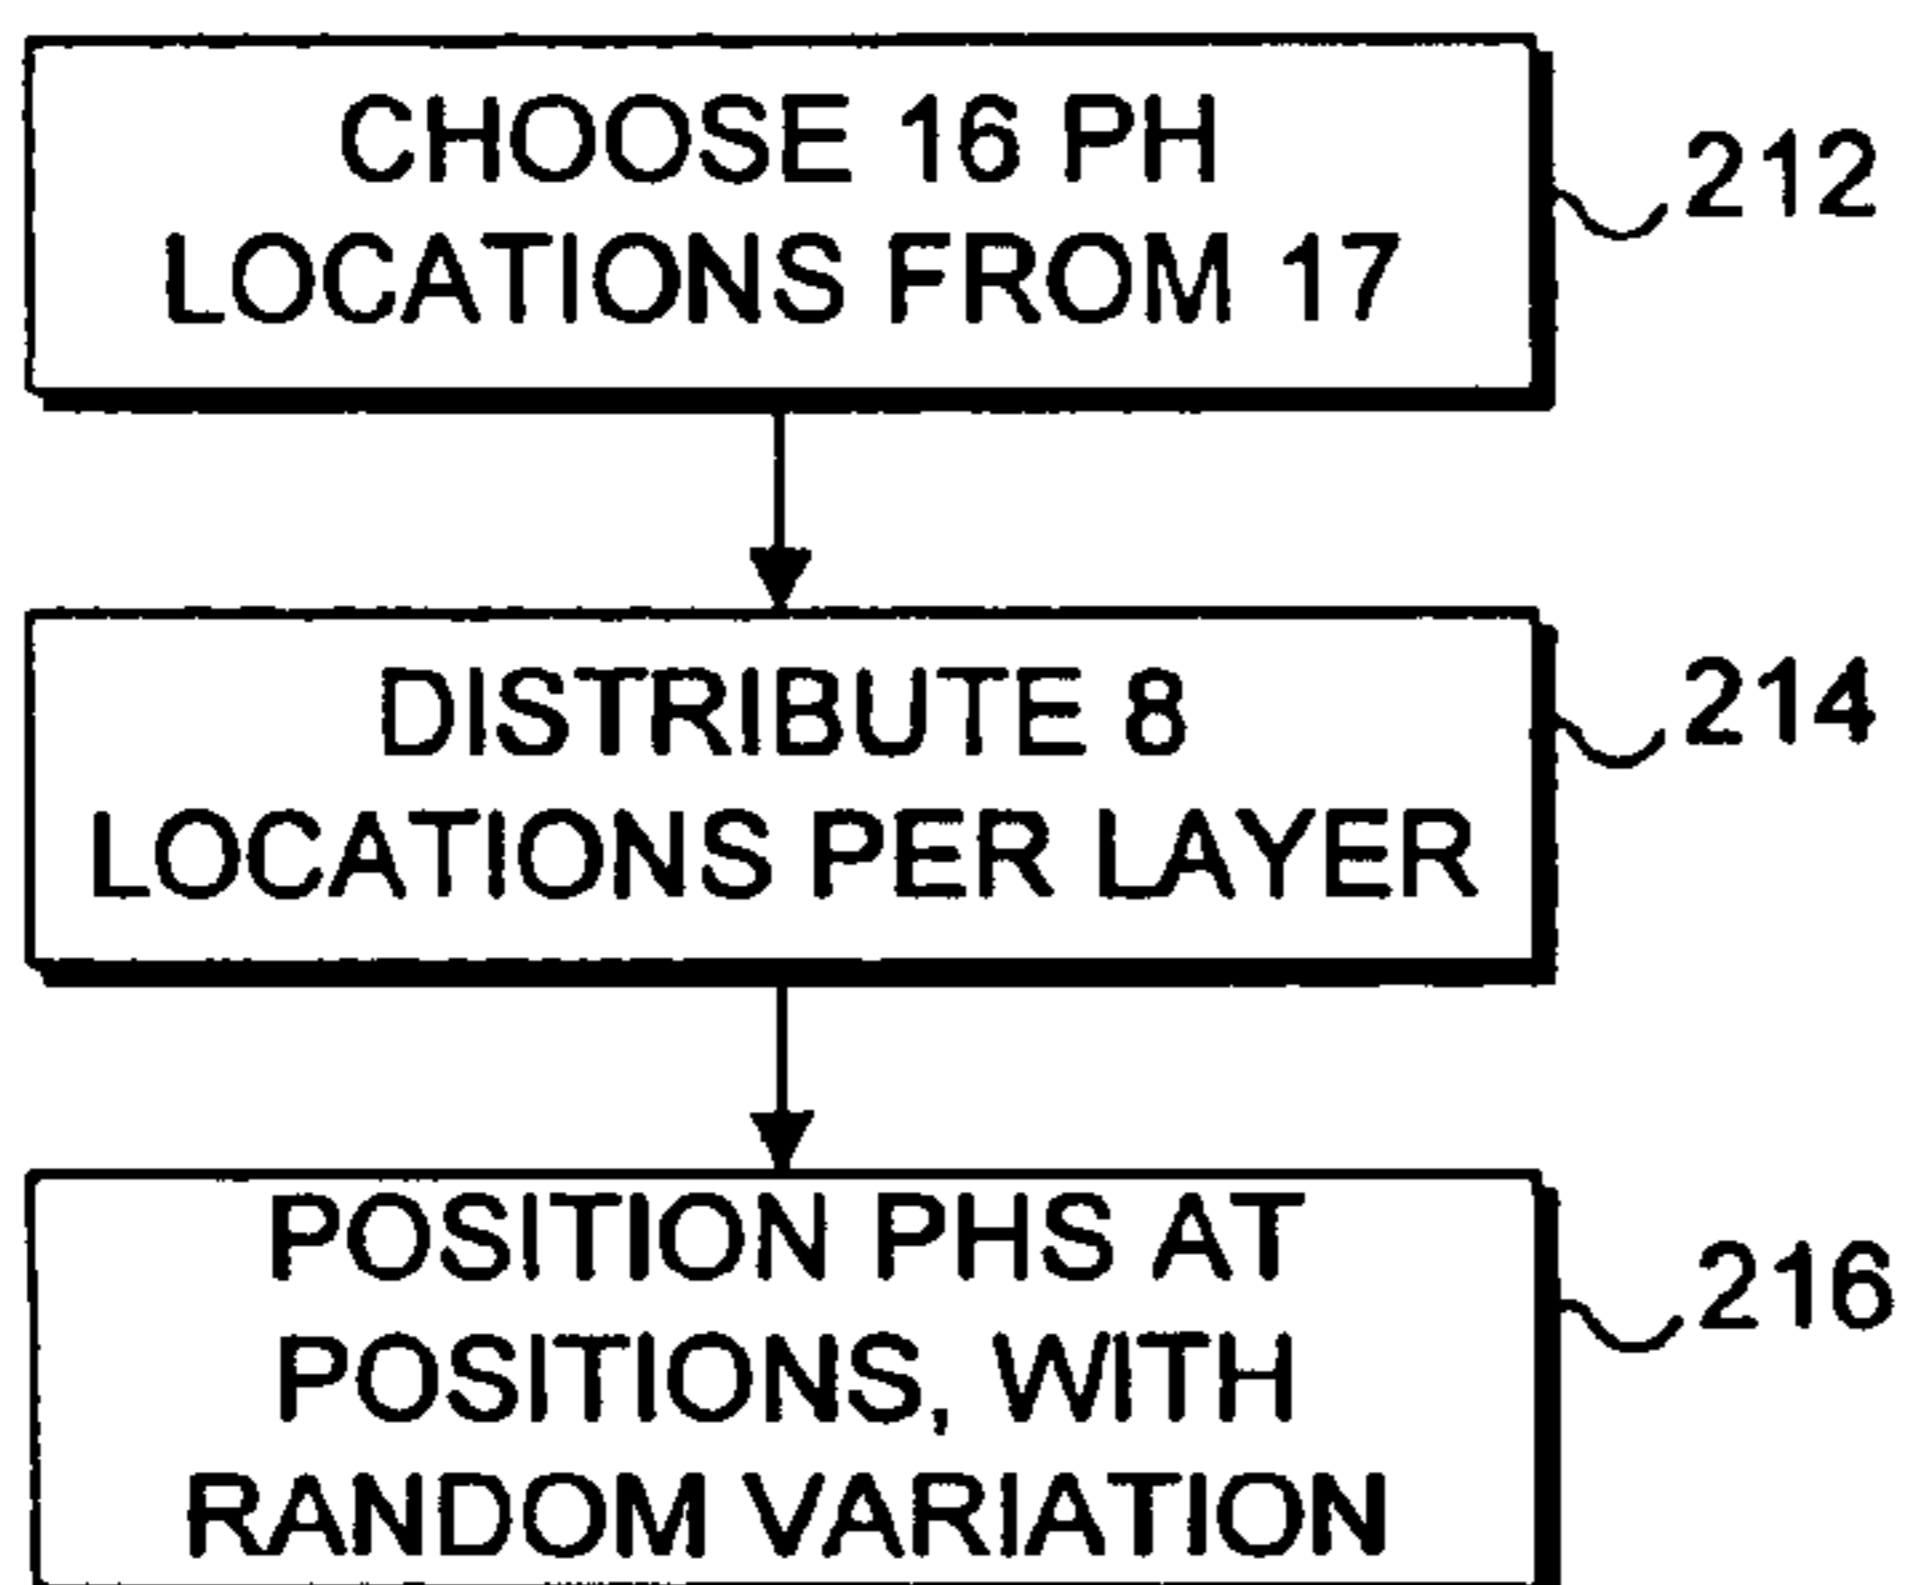 CHOOSE 16 PH
LOCATIONS FROM 17
212
DISTRIBUTE 8
LOCATIONS PER LAYER
214
POSITION PHS AT
POSITIONS, WITH
RANDOM VARIATION
216